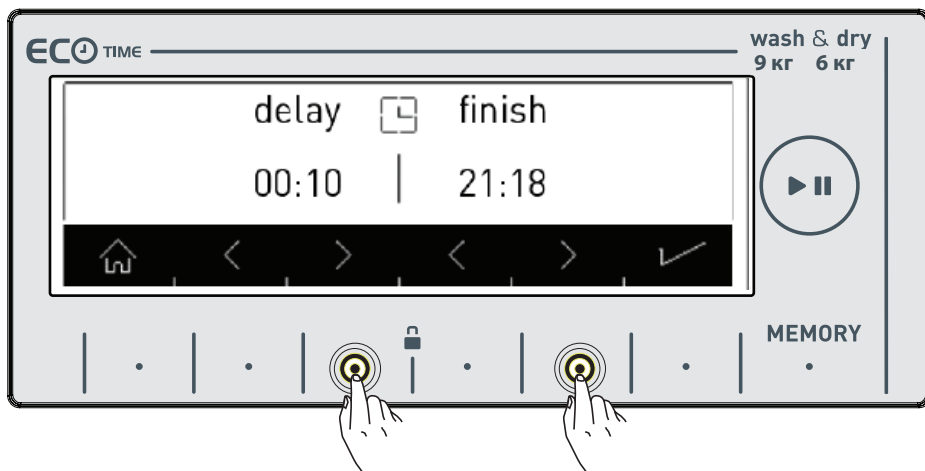 ECO TIME
wash & dry
9 кг 6 кг
delay finish
00:10 21:18
MEMORY